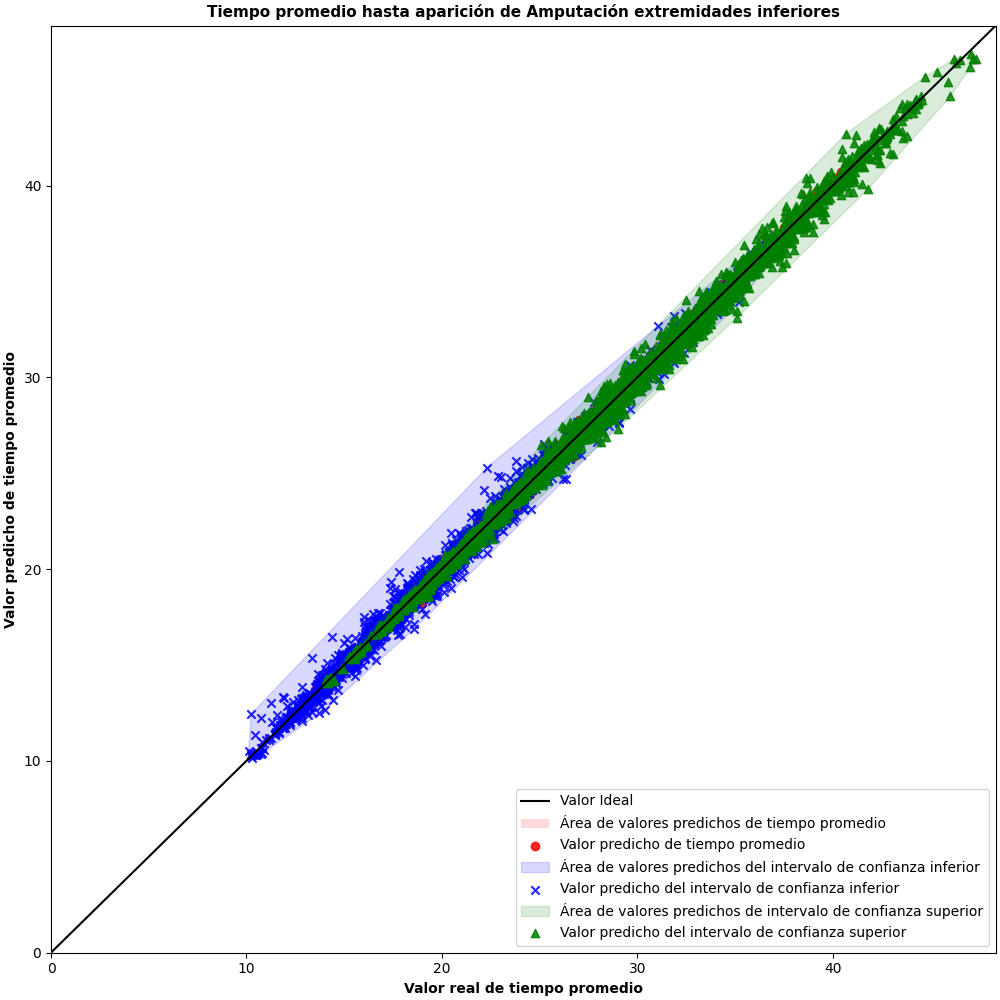 Tiempo promedio hasta aparición de Amputación extremidades inferiores
Valor predicho de tiempo promedio
40
30
20
10
0
0 10 20 30 40
Valor real de tiempo promedio
Valor Ideal
Área de valores predichos de tiempo promedio
Valor predicho de tiempo promedio
Área de valores predichos del intervalo de confianza inferior
Valor predicho del intervalo de confianza inferior
Área de valores predichos de intervalo de confianza superior
Valor predicho del intervalo de confianza superior